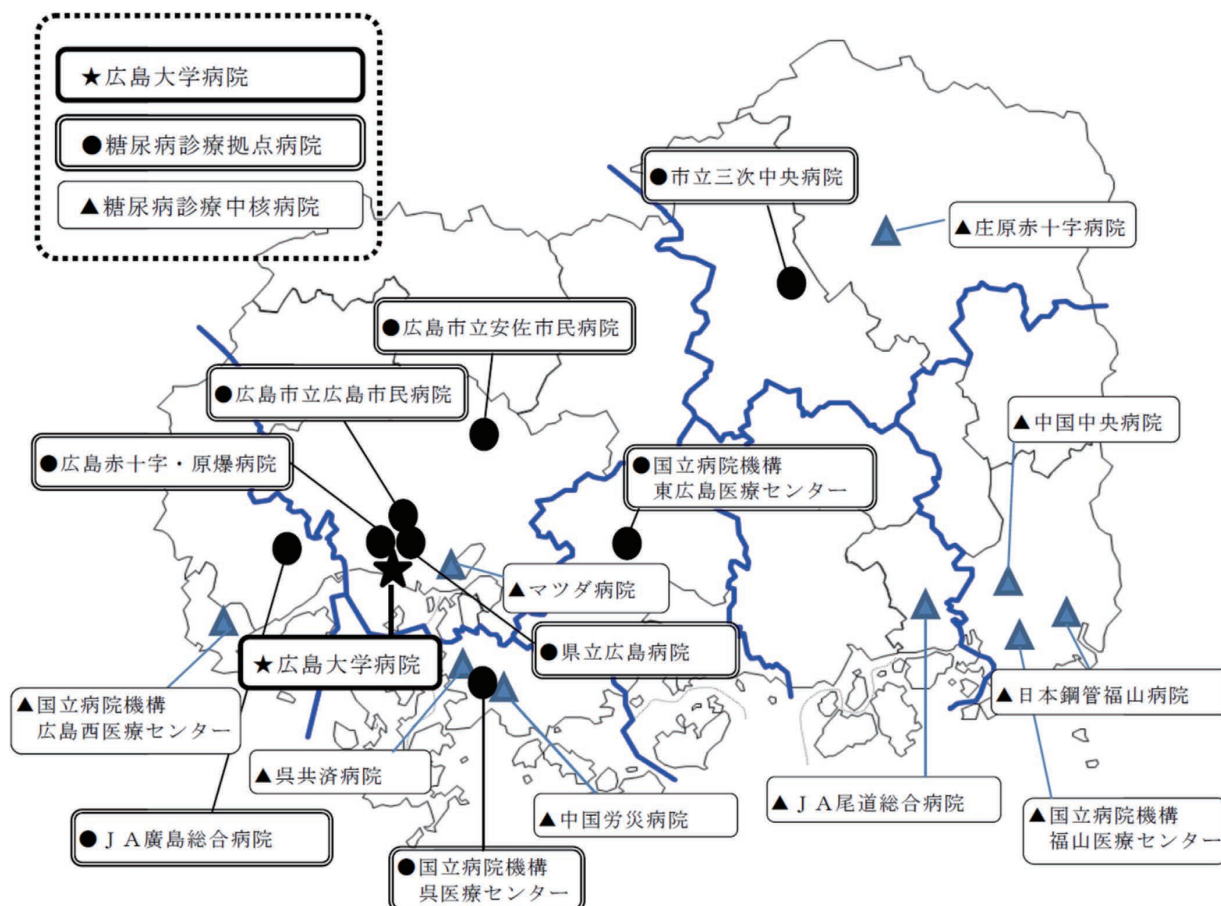 ★広島大学病院
●糖尿病診療拠点病院
▲糖尿病診療中核病院
●市立三次中央病院
▲庄原赤十字病院
●広島市立安佐市民病院
●広島市立広島市民病院
▲中国中央病院
●広島赤十字・原爆病院
●国立病院機構
東広島医療センター
▲マツダ病院
●県立広島病院
★広島大学病院
▲国立病院機構
広島西医療センター
▲日本鋼管福山病院
▲呉共済病院
▲JA尾道総合病院
▲中国労災病院
▲国立病院機構
福山医療センター
●JA廣島総合病院
●国立病院機構
呉医療センター